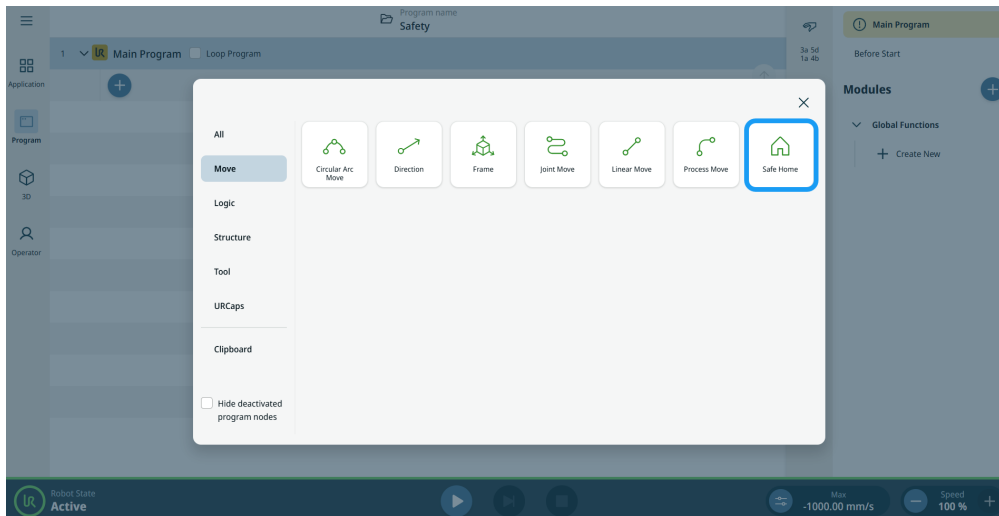 Program name
Safety
3a 5d
1a 4b
Main Program
1
UR
Main Program
Loop Program
Before Start
Application
Modules
Program
Global Functions
Create New
3D
Operator
All
Move
Logic
Structure
Tool
URCaps
Clipboard
Hide deactivated
program nodes
Circular Arc
Move
Direction
Frame
Joint Move
Linear Move
Process Move
Safe Home
UR
Robot State
Active
Max
-1000.00 mm/s
Speed
100 %